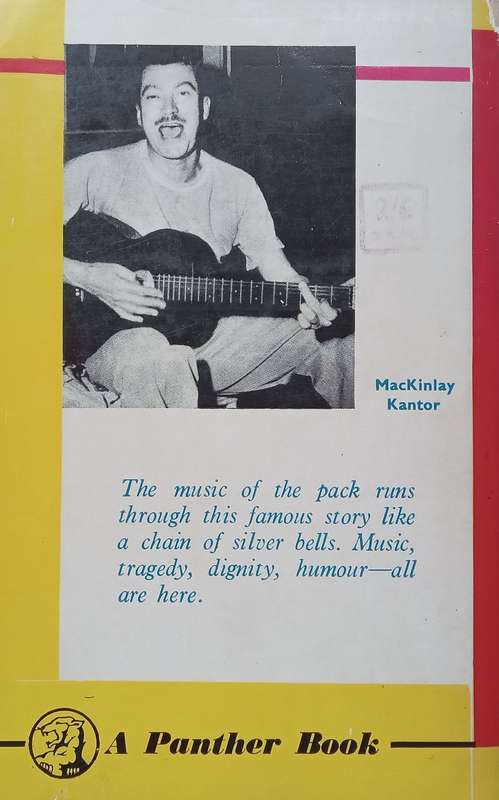 MacKinlay
Kantor
The music of the pack runs
through this famous story like
a chain of silver bells. Music,
tragedy, dignity, humour—all
are here.
A Panther Book